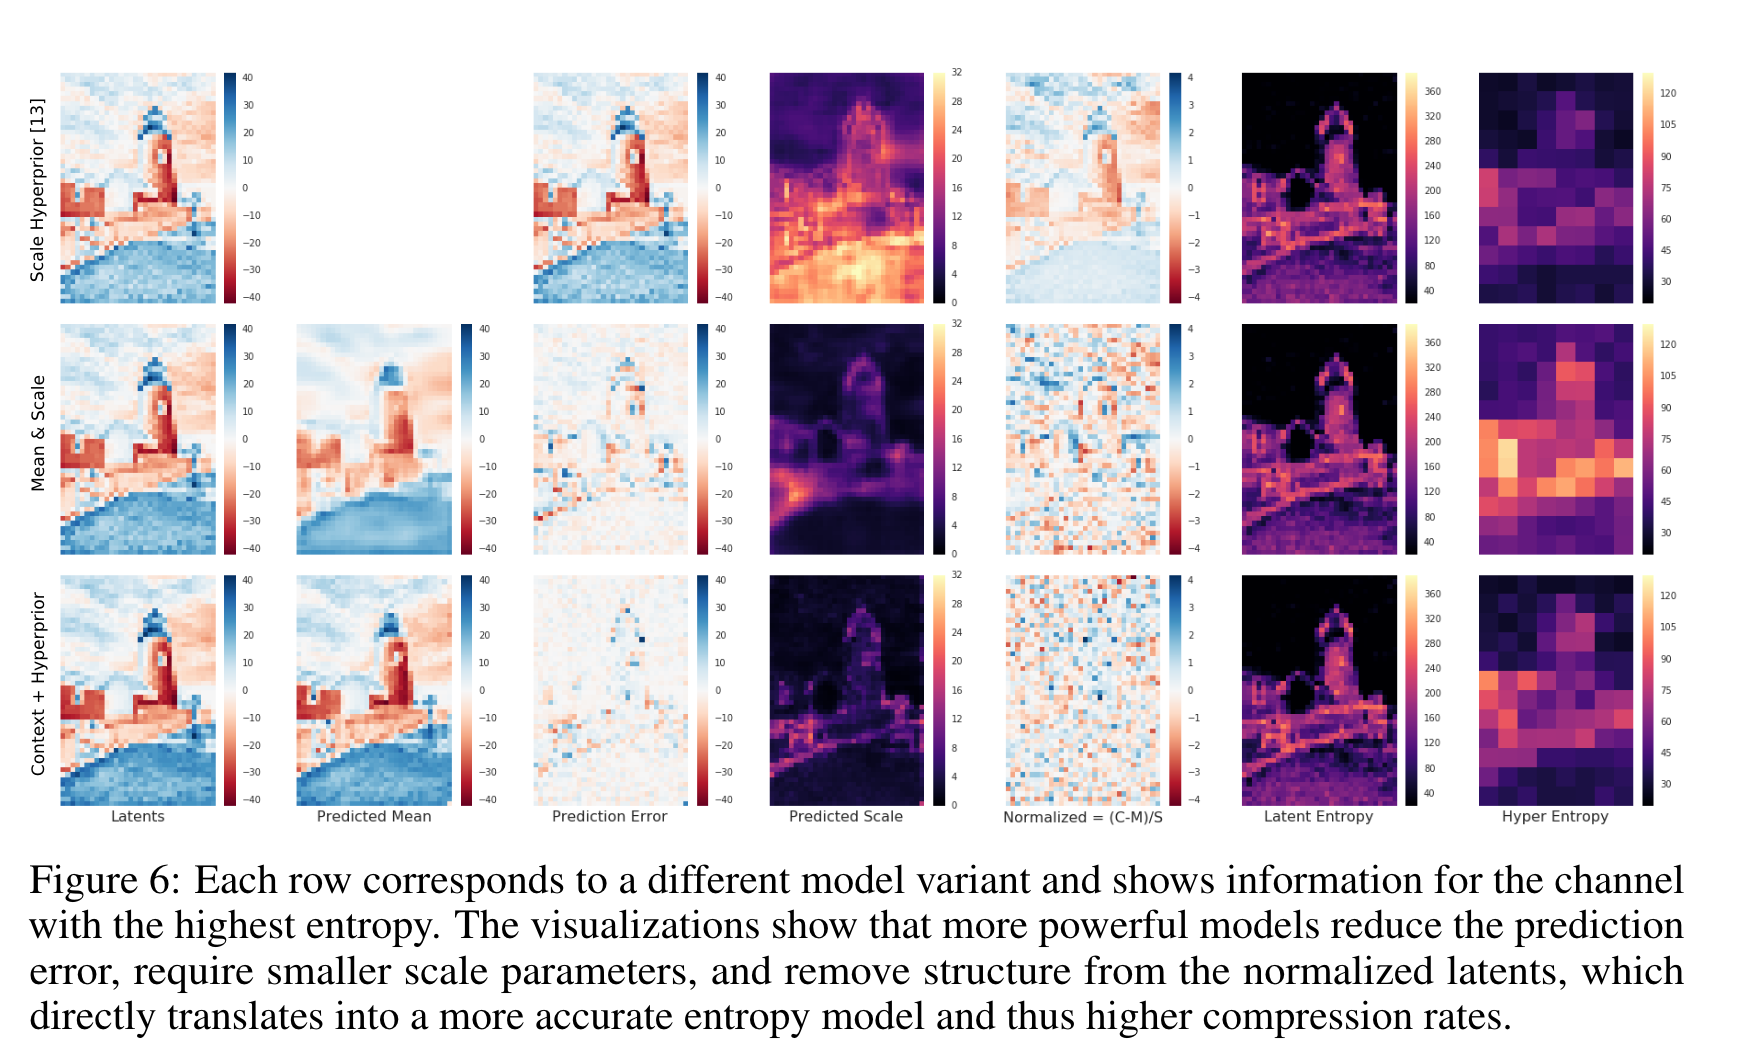 Scale Hyperprior [13]
40 30 20 10 0 −10 −20 −30 −40
40 30 20 10 0 −10 −20 −30 −40
32 28 24 20 16 12 8 4 0
4 3 2 1 0 −1 −2 −3 −4
360 320 280 240 200 160 120 80 40
120 105 90 75 60 45 30
Mean & Scale
40 30 20 10 0 −10 −20 −30 −40
40 30 20 10 0 −10 −20 −30 −40
40 30 20 10 0 −10 −20 −30 −40
32 28 24 20 16 12 8 4 0
4 3 2 1 0 −1 −2 −3 −4
360 320 280 240 200 160 120 80 40
120 105 90 75 60 45 30
Context + Hyperprior
40 30 20 10 0 −10 −20 −30 −40
40 30 20 10 0 −10 −20 −30 −40
40 30 20 10 0 −10 −20 −30 −40
32 28 24 20 16 12 8 4 0
4 3 2 1 0 −1 −2 −3 −4
360 320 280 240 200 160 120 80 40
120 105 90 75 60 45 30
Latents
Predicted Mean
Prediction Error
Predicted Scale
Normalized = (C-M)/S
Latent Entropy
Hyper Entropy
Figure 6: Each row corresponds to a different model variant and shows information for the channel
with the highest entropy. The visualizations show that more powerful models reduce the prediction
error, require smaller scale parameters, and remove structure from the normalized latents, which
directly translates into a more accurate entropy model and thus higher compression rates.